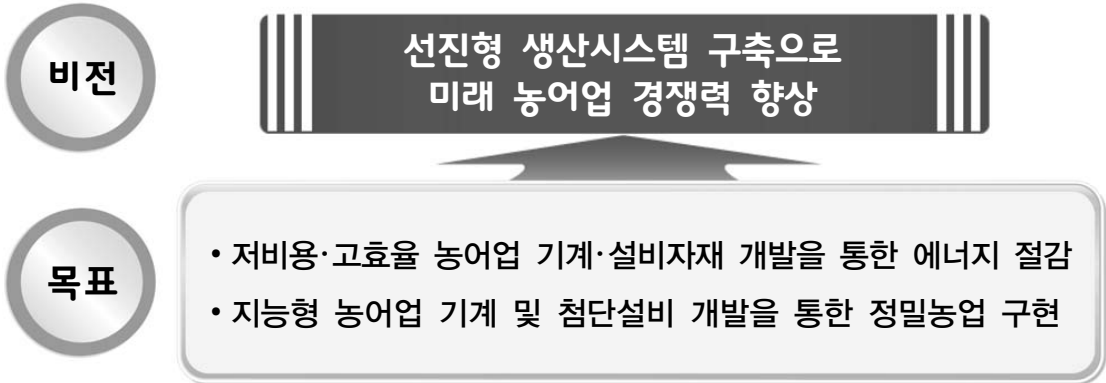 비전
선진형 생산시스템 구축으로
미래 농어업 경쟁력 향상
목표
• 저비용·고효율 농어업 기계·설비자재 개발을 통한 에너지 절감
• 지능형 농어업 기계 및 첨단설비 개발을 통한 정밀농업 구현